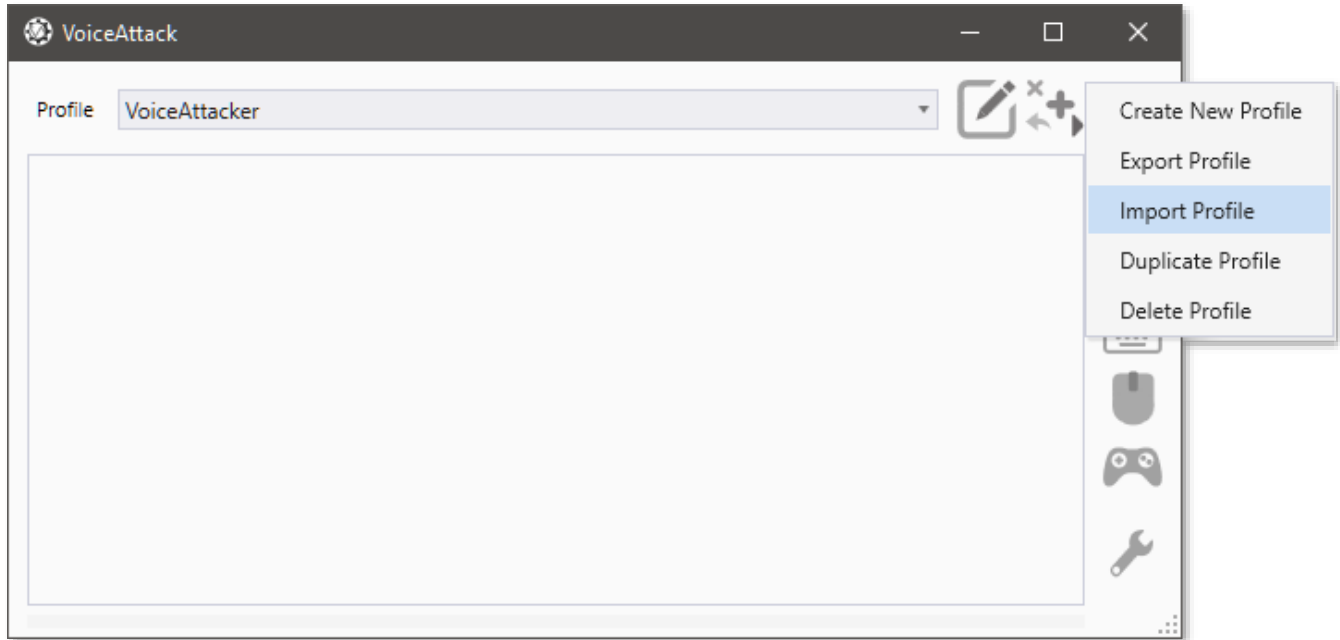 VoiceAttack
Profile VoiceAttacker
Create New Profile
Export Profile
Import Profile
Duplicate Profile
Delete Profile